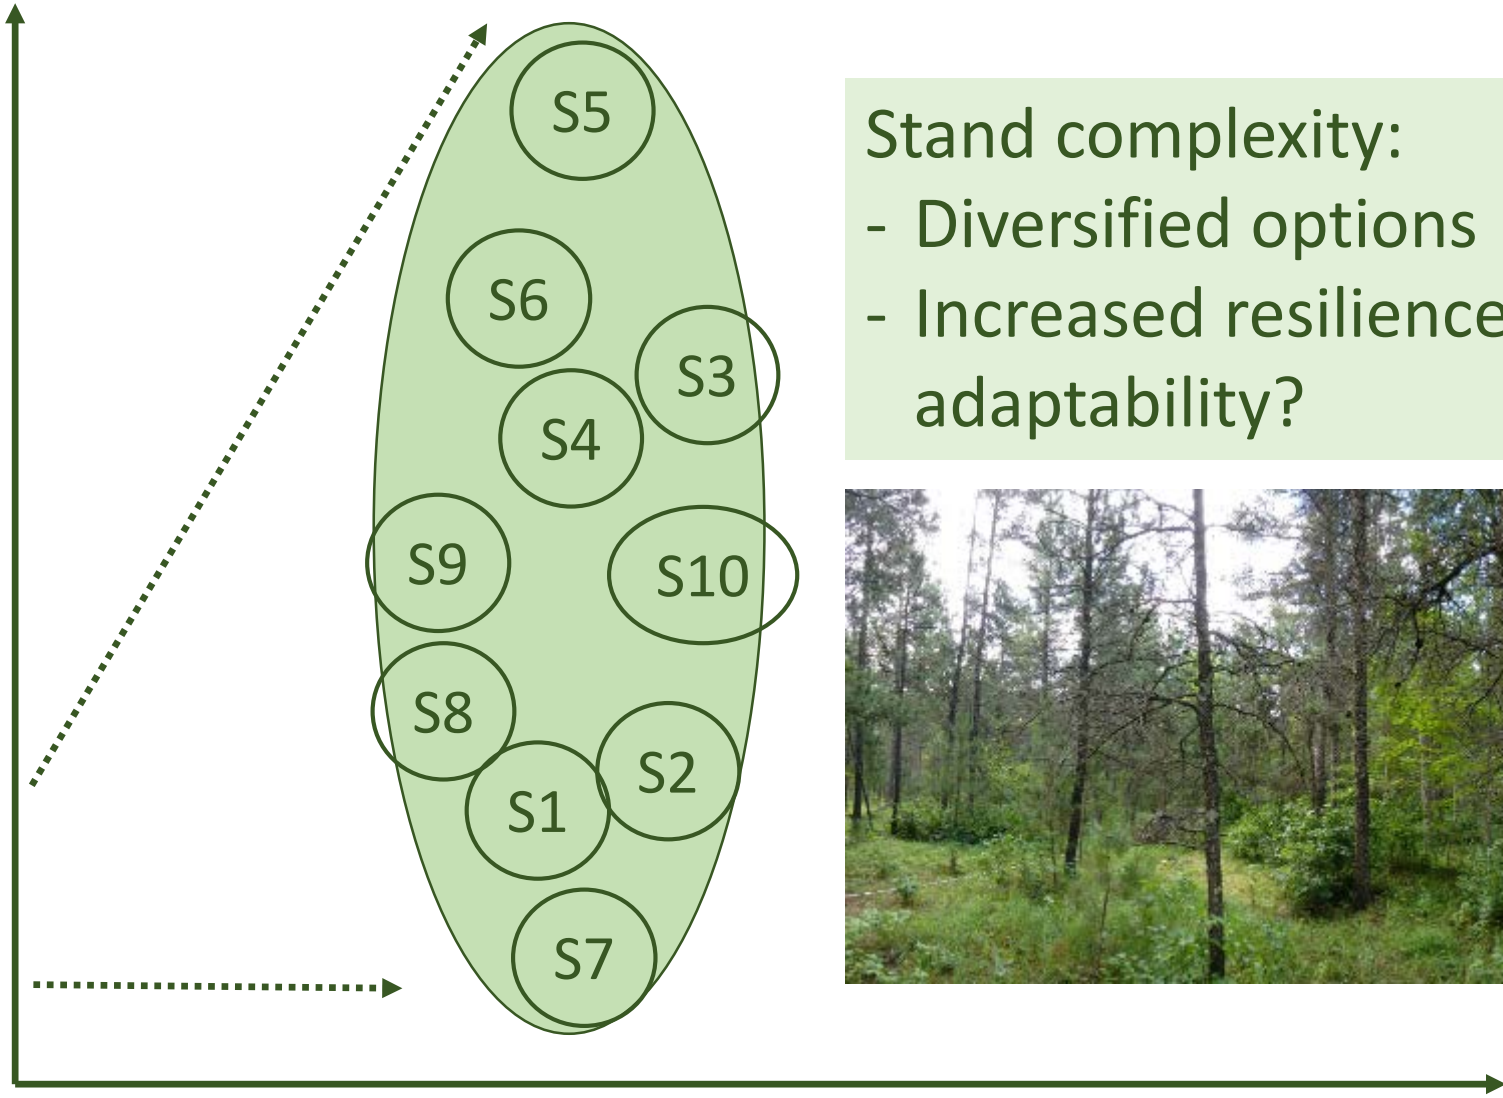 S5
S6
S3
S4
S9
S10
S8
S2
S1
S7
Stand complexity:
- Diversified options
- Increased resilience
adaptability?